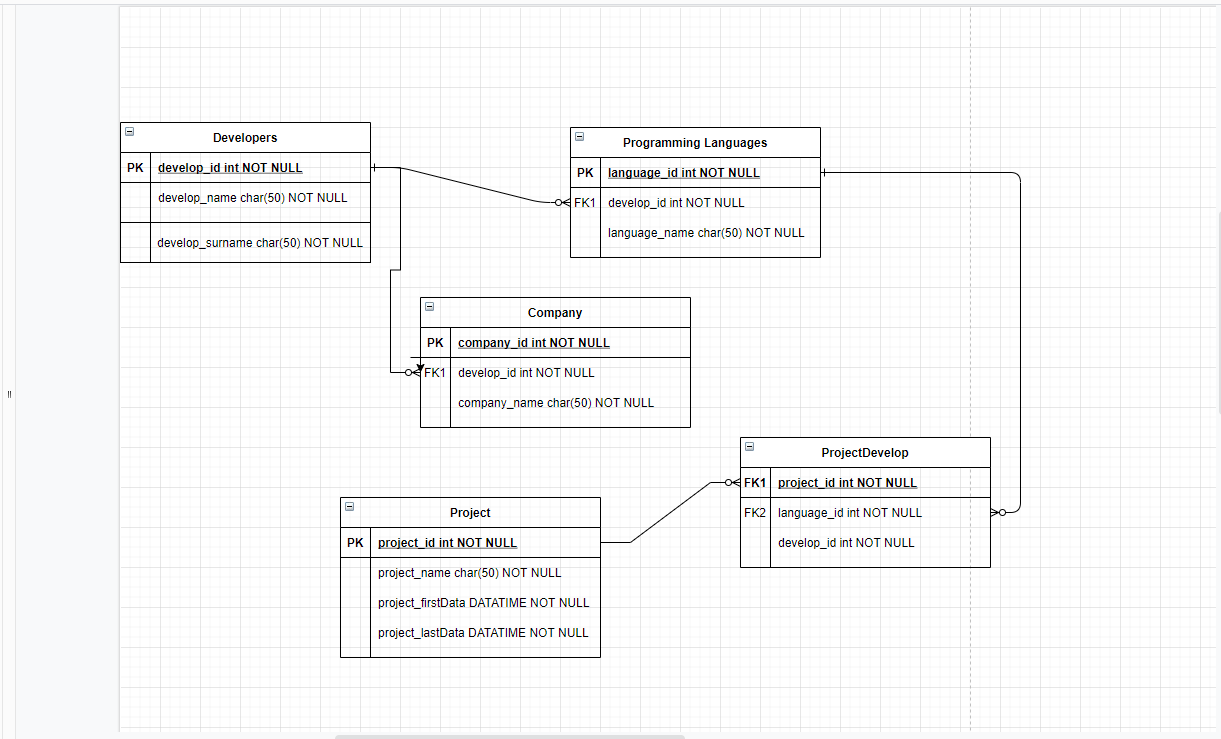 Developers
PK develop_id int NOT NULL
develop_name char(50) NOT NULL
develop_surname char(50) NOT NULL
Programming Languages
PK language_id int NOT NULL
FK1 develop_id int NOT NULL
language_name char(50) NOT NULL
Company
PK company_id int NOT NULL
FK1 develop_id int NOT NULL
company_name char(50) NOT NULL
ProjectDevelop
FK1 project_id int NOT NULL
FK2 language_id int NOT NULL
develop_id int NOT NULL
Project
PK project_id int NOT NULL
project_name char(50) NOT NULL
project_firstData DATATIME NOT NULL
project_lastData DATATIME NOT NULL